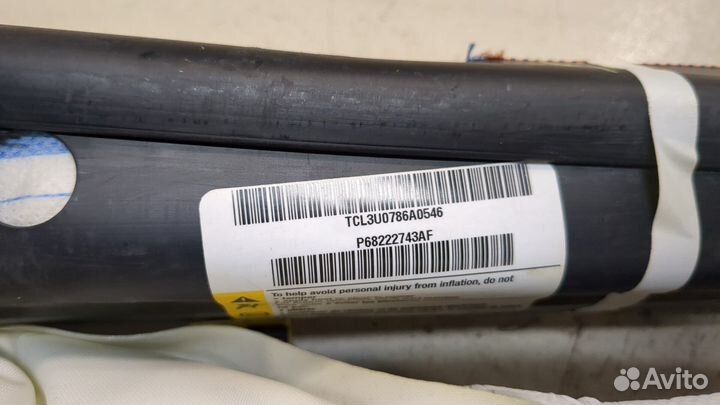 TCL3U0786A0546
P68222743AF
To help avoid personal injury from inflation, do not
Avito